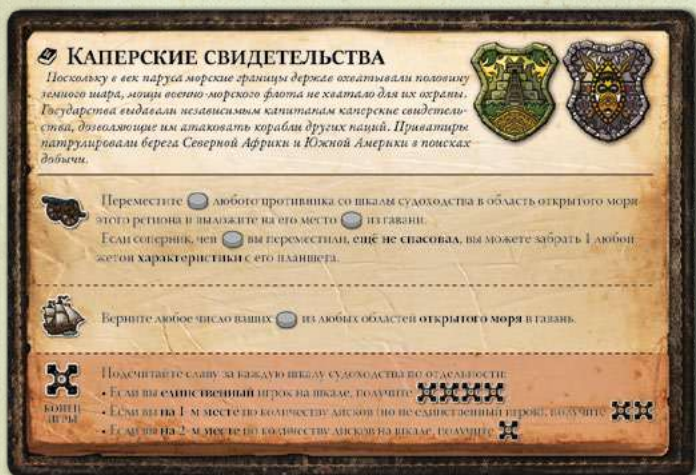 КАПЕРСКИЕ СВИДЕТЕЛЬСТВА
Поскольку в век паруса морские границы держав охватывали половину
земного шара, мощи военно-морского флота не хватало для их охраны.
Государства выдавали независимым капитанам каперские свидетель-
ства, дозволяющие им атаковать корабли других наций. Приватиры
патрулировали берега Северной Африки и Южной Америки в поисках
добычи.
Переместите любого противника со шкалы судоходства в область открытого моря
этого региона и выложите на его место из гавани.
Если соперник, чей вы переместили, ещё не спасовал, вы можете забрать 1 любой
жетон характеристики с его планшета.
Верните любое число ваших из любых областей открытого моря в гавань.
Подсчитайте славу за каждую шкалу судоходства по отдельности:
• Если вы единственный игрок на шкале, получите
• Если вы на 1-м месте по количеству дисков (но не единственный игрок), получите
• Если вы на 2-м месте по количеству дисков на шкале, получите
КОНЕЦ
ИГРЫ